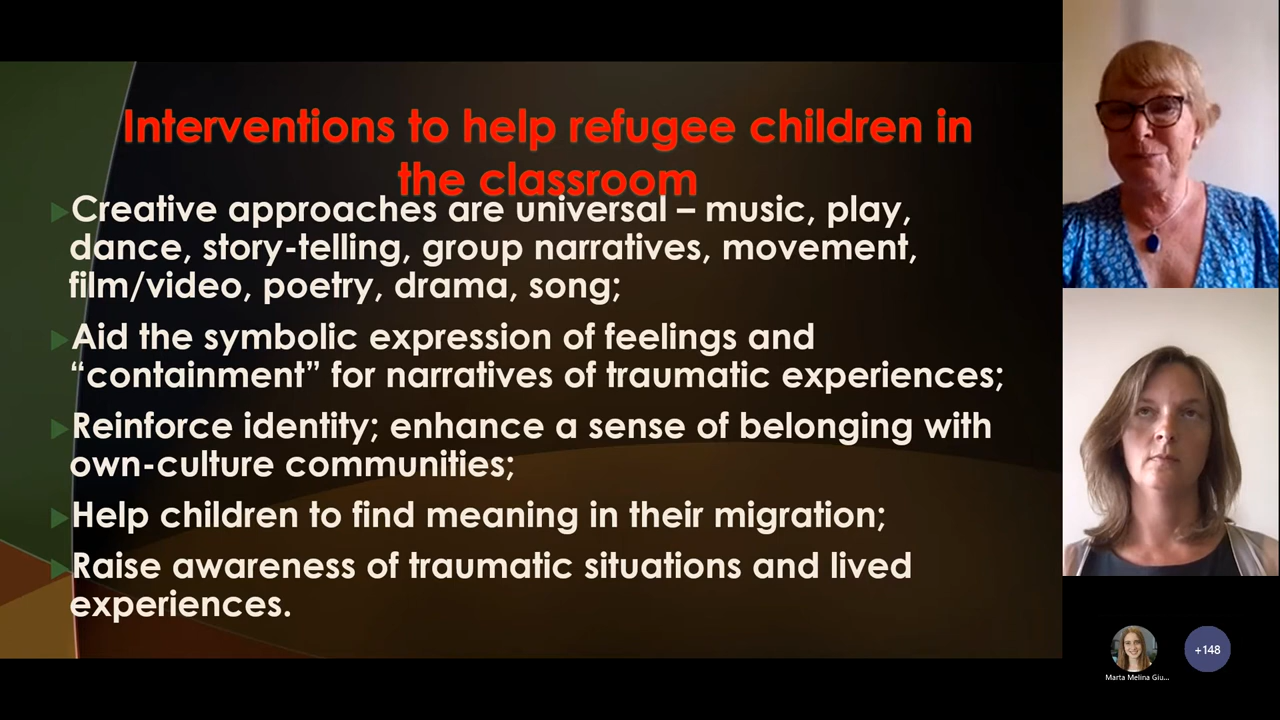 Interventions to help refugee children in
the classroom
Creative approaches are universal – music, play,
dance, story-telling, group narratives, movement,
film/video, poetry, drama, song;
Aid the symbolic expression of feelings and
“containment” for narratives of traumatic experiences;
Reinforce identity; enhance a sense of belonging with
own-culture communities;
Help children to find meaning in their migration;
Raise awareness of traumatic situations and lived
experiences.
+148
Marta Melina Giu...